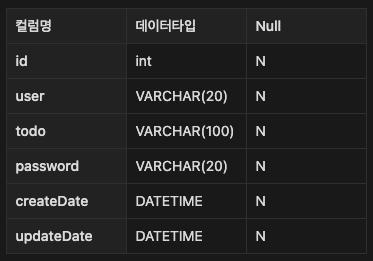 컬럼명 데이터타입 Null
id int N
user VARCHAR(20) N
todo VARCHAR(100) N
password VARCHAR(20) N
createDate DATETIME N
updateDate DATETIME N